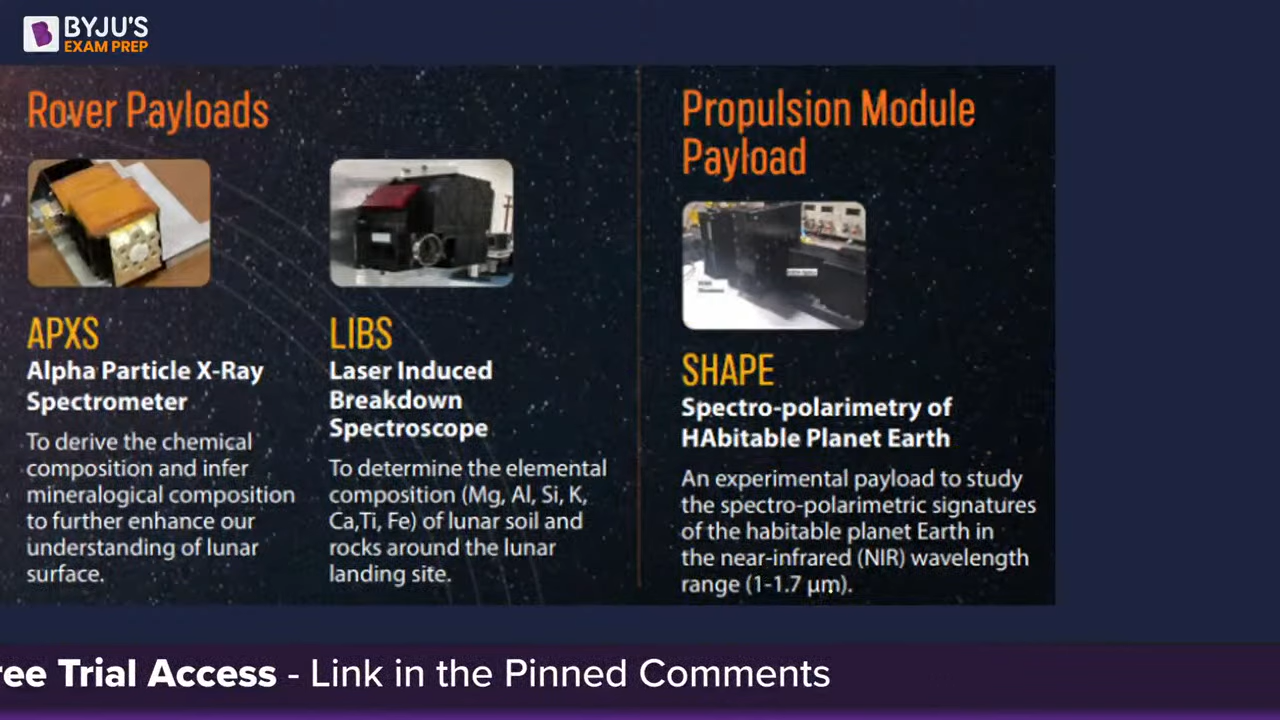 BYJU'S
EXAM PREP
Rover Payloads
APXS
Alpha Particle X-Ray
Spectrometer
To derive the chemical
composition and infer
mineralogical composition
to further enhance our
understanding of lunar
surface.
LIBS
Laser Induced
Breakdown
Spectroscope
To determine the elemental
composition (Mg, Al, Si, K,
Ca,Ti, Fe) of lunar soil and
rocks around the lunar
landing site.
Propulsion Module
Payload
SHAPE
Spectro-polarimetry of
HAbitable Planet Earth
An experimental payload to study
the spectro-polarimetric signatures
of the habitable planet Earth in
the near-infrared (NIR) wavelength
range (1-1.7 μm).
ree Trial Access - Link in the Pinned Comments